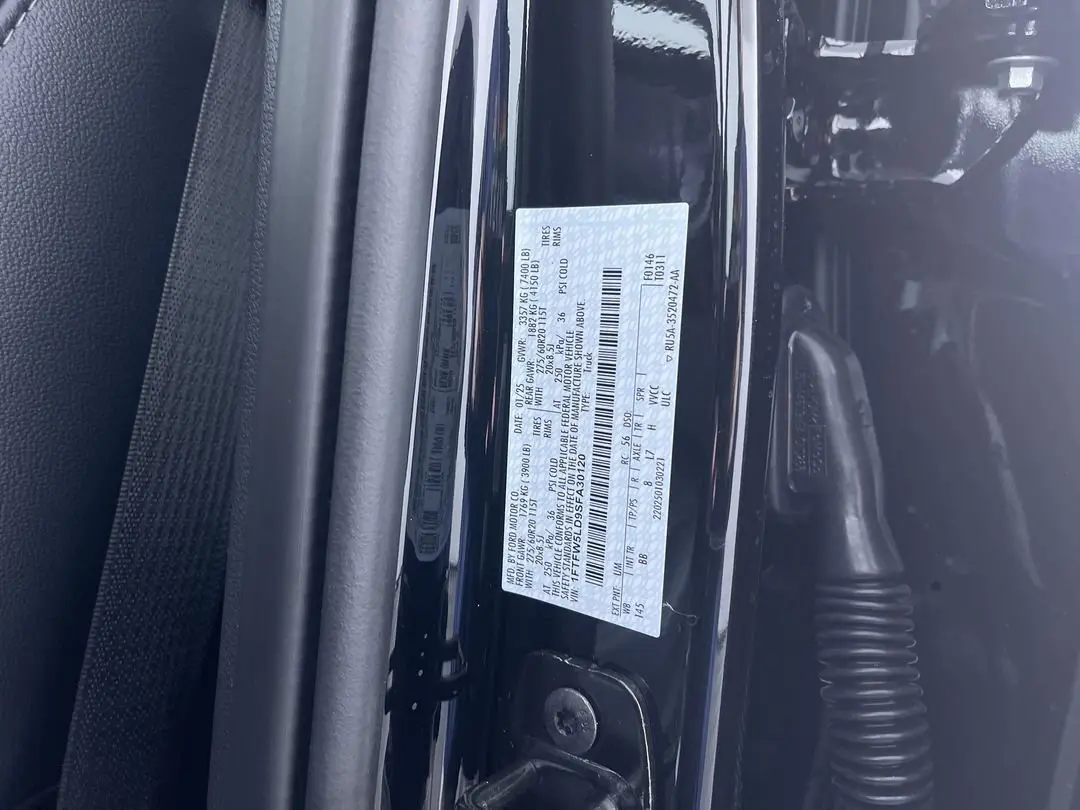 MFD. BY FORD MOTOR CO. DATE: 01/25 GVWR: 3357 KG (7400 LB)
FRONT GAWR: 1769 KG (3900 LB) REAR GAWR: 1882 KG (4150 LB)
WITH: 275/60R20 115T TIRES WITH 275/60R20 115T TIRES
20x8.5J RIMS 20x8.5J RIMS
AT 250 kPa/ 36 PSI COLD AT 250 kPa/ 36 PSI COLD
THIS VEHICLE CONFORMS TO ALL APPLICABLE FEDERAL MOTOR VEHICLE
SAFETY STANDARDS IN EFFECT ON THE DATE OF MANUFACTURE SHOWN ABOVE
VIN: 1FTFW5LD9SFA30120 TYPE: Truck
EXT PNT: UM RC: 56 DSO: F0146
WB INT TR TP/PS R AXLE TR SPR T0311
145 BB 8 L7 H VVCC
220250103022 1 ULC
▽ RU5A-3520472-AA